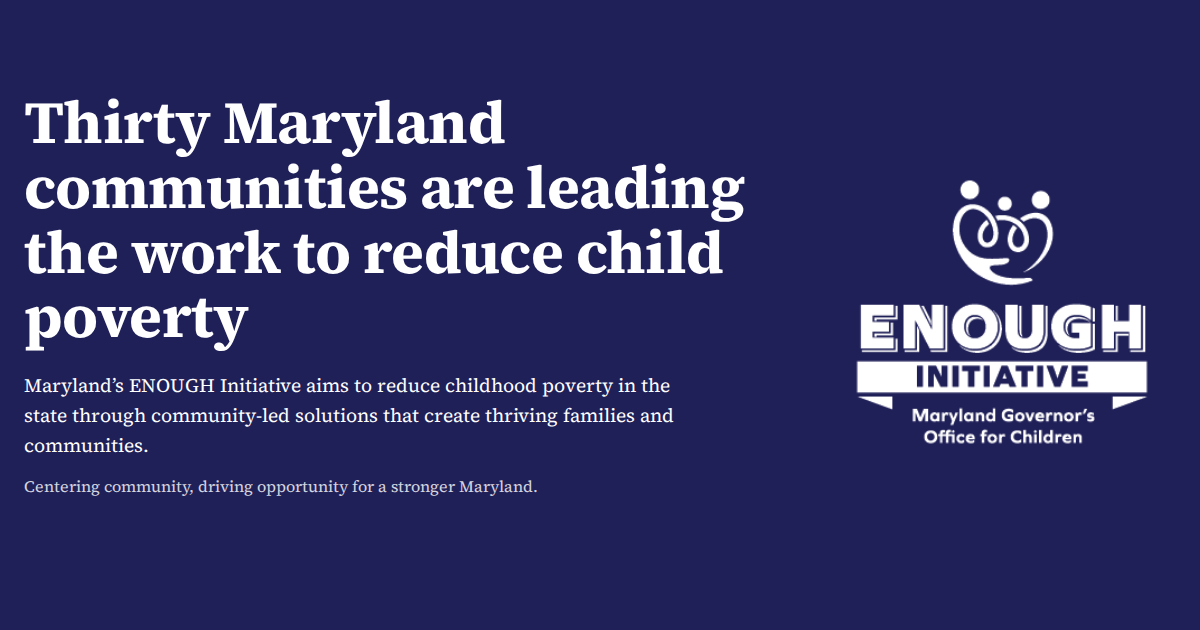 Thirty Maryland
communities are leading
the work to reduce child
poverty
Maryland’s ENOUGH Initiative aims to reduce childhood poverty in the
state through community-led solutions that create thriving families and
communities.
Centering community, driving opportunity for a stronger Maryland.
ENOUGH
INITIATIVE
Maryland Governor’s
Office for Children